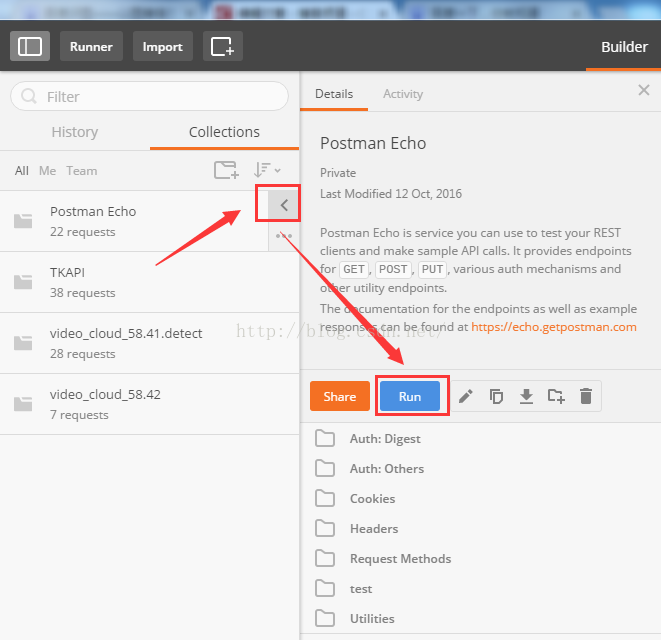 Runner
Import
Builder
Filter
History
Collections
All Me Team
Postman Echo
22 requests
TKAPI
38 requests
video_cloud_58.41.detect
28 requests
video_cloud_58.42
7 requests
Details
Activity
Postman Echo
Private
Last Modified 12 Oct, 2016
Postman Echo is service you can use to test your REST
clients and make sample API calls. It provides endpoints
for GET, POST, PUT, various auth mechanisms and
other utility endpoints.
The documentation for the endpoints as well as example
responses can be found at https://echo.getpostman.com
http://blog.csdn.net/
Share
Run
Auth: Digest
Auth: Others
Cookies
Headers
Request Methods
test
Utilities